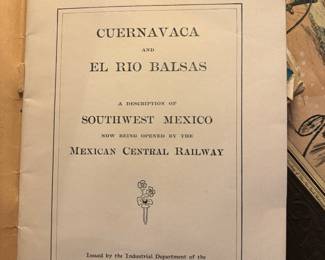 CUERNAVACA
AND
EL RIO BALSAS
A DESCRIPTION OF
SOUTHWEST MEXICO
NOW BEING OPENED BY THE
MEXICAN CENTRAL RAILWAY
Issued by the Industrial Department of the